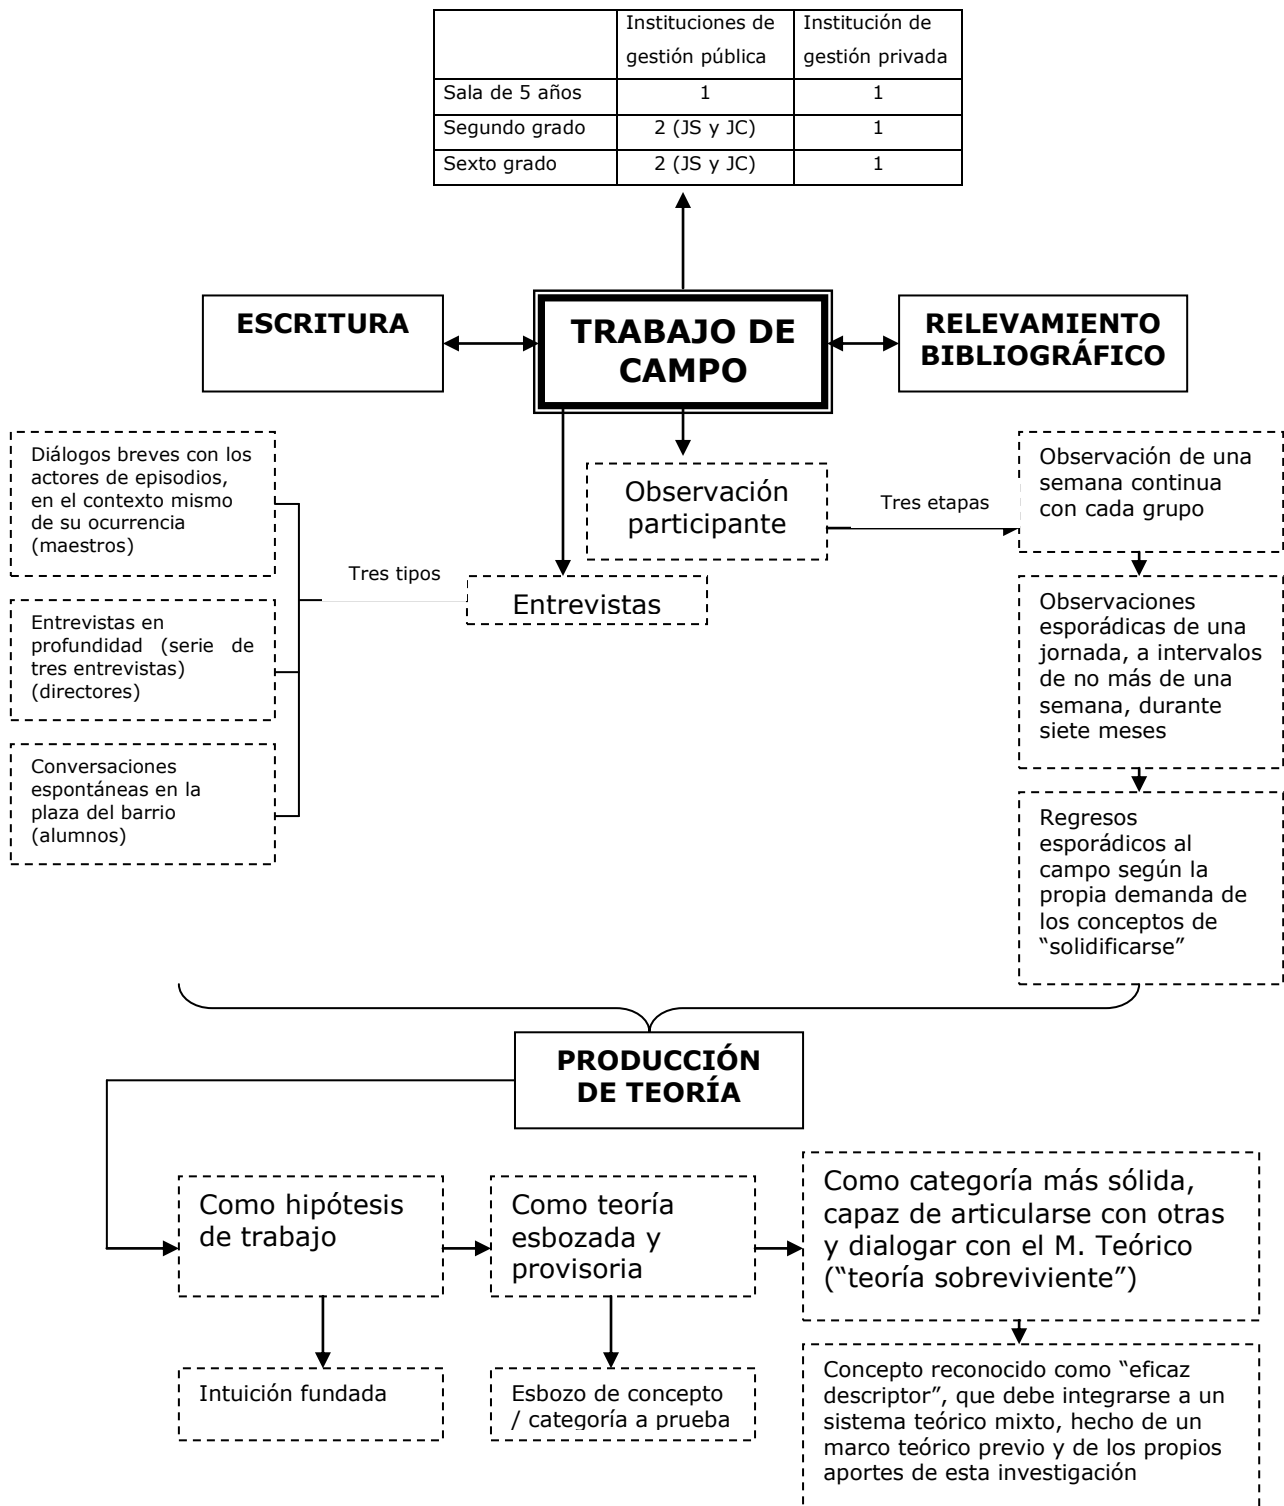 Instituciones de
gestión pública
Institución de
gestión privada
Sala de 5 años
1
1
Segundo grado
2 (JS y JC)
1
Sexto grado
2 (JS y JC)
1
ESCRITURA
TRABAJO DE
CAMPO
RELEVAMIENTO
BIBLIOGRÁFICO
Diálogos breves con los
actores de episodios,
en el contexto mismo
de su ocurrencia
(maestros)
Entrevistas en
profundidad (serie de
tres entrevistas)
(directores)
Conversaciones
espontáneas en la
plaza del barrio
(alumnos)
Tres tipos
Entrevistas
Observación
participante
Tres etapas
Observación de una
semana continua
con cada grupo
Observaciones
esporádicas de una
jornada, a intervalos
de no más de una
semana, durante
siete meses
Regresos
esporádicos al
campo según la
propia demanda de
los conceptos de
“solidificarse”
PRODUCCIÓN
DE TEORÍA
Como hipótesis
de trabajo
Como teoría
esbozada y
provisoria
Como categoría más sólida,
capaz de articularse con otras
y dialogar con el M. Teórico
(“teoría sobreviviente”)
Intuición fundada
Esbozo de concepto
/ categoría a prueba
Concepto reconocido como “eficaz
descriptor”, que debe integrarse a un
sistema teórico mixto, hecho de un
marco teórico previo y de los propios
aportes de esta investigación